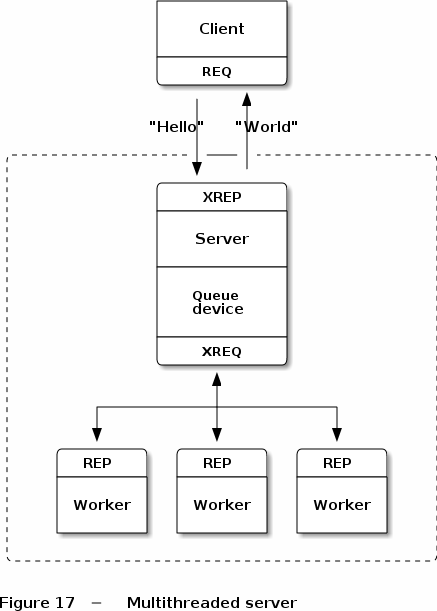 Client
REQ
"Hello" "World"
XREP
Server
Queue
device
XREQ
REP REP REP
Worker Worker Worker
Figure 17 – Multithreaded server